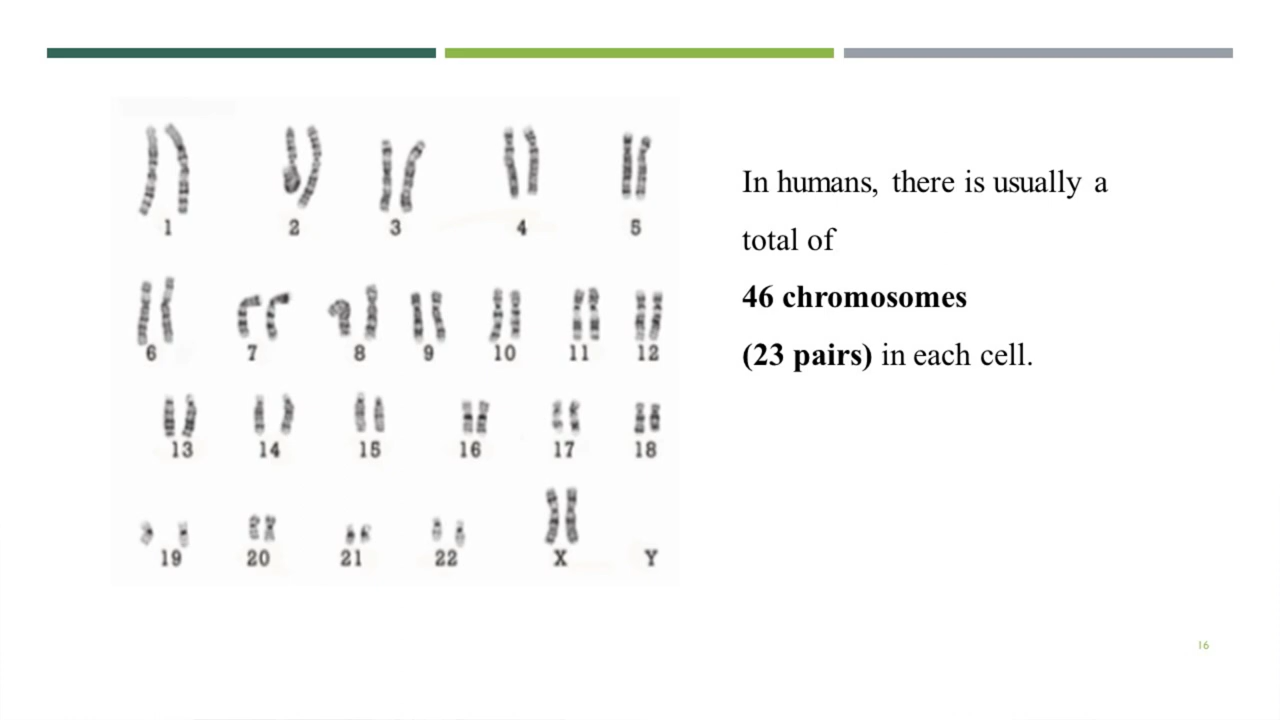 1 2 3 4 5
6 7 8 9 10 11 12
13 14 15 16 17 18
19 20 21 22 X Y
In humans, there is usually a
total of
46 chromosomes
(23 pairs) in each cell.
16